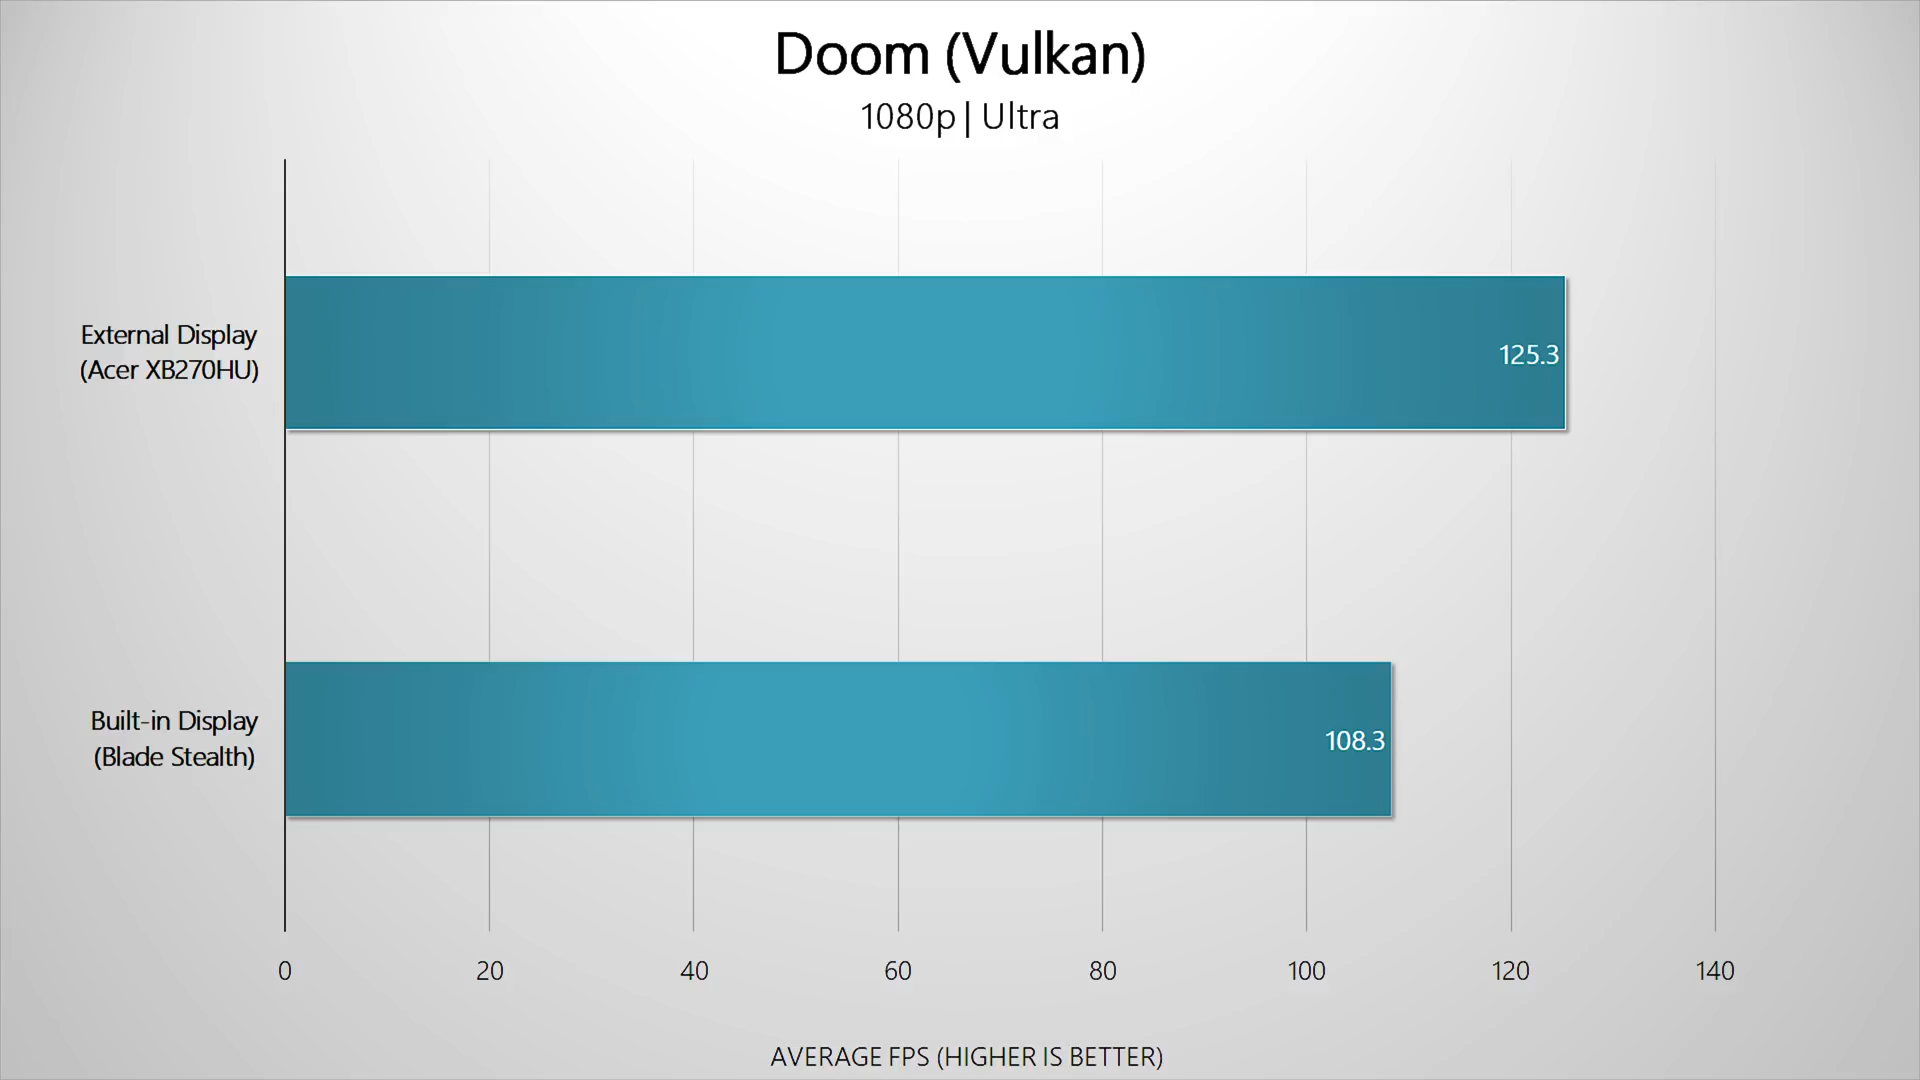 Doom (Vulkan)
1080p | Ultra
External Display
(Acer XB270HU)
125.3
Built-in Display
(Blade Stealth)
108.3
0 20 40 60 80 100 120 140
AVERAGE FPS (HIGHER IS BETTER)